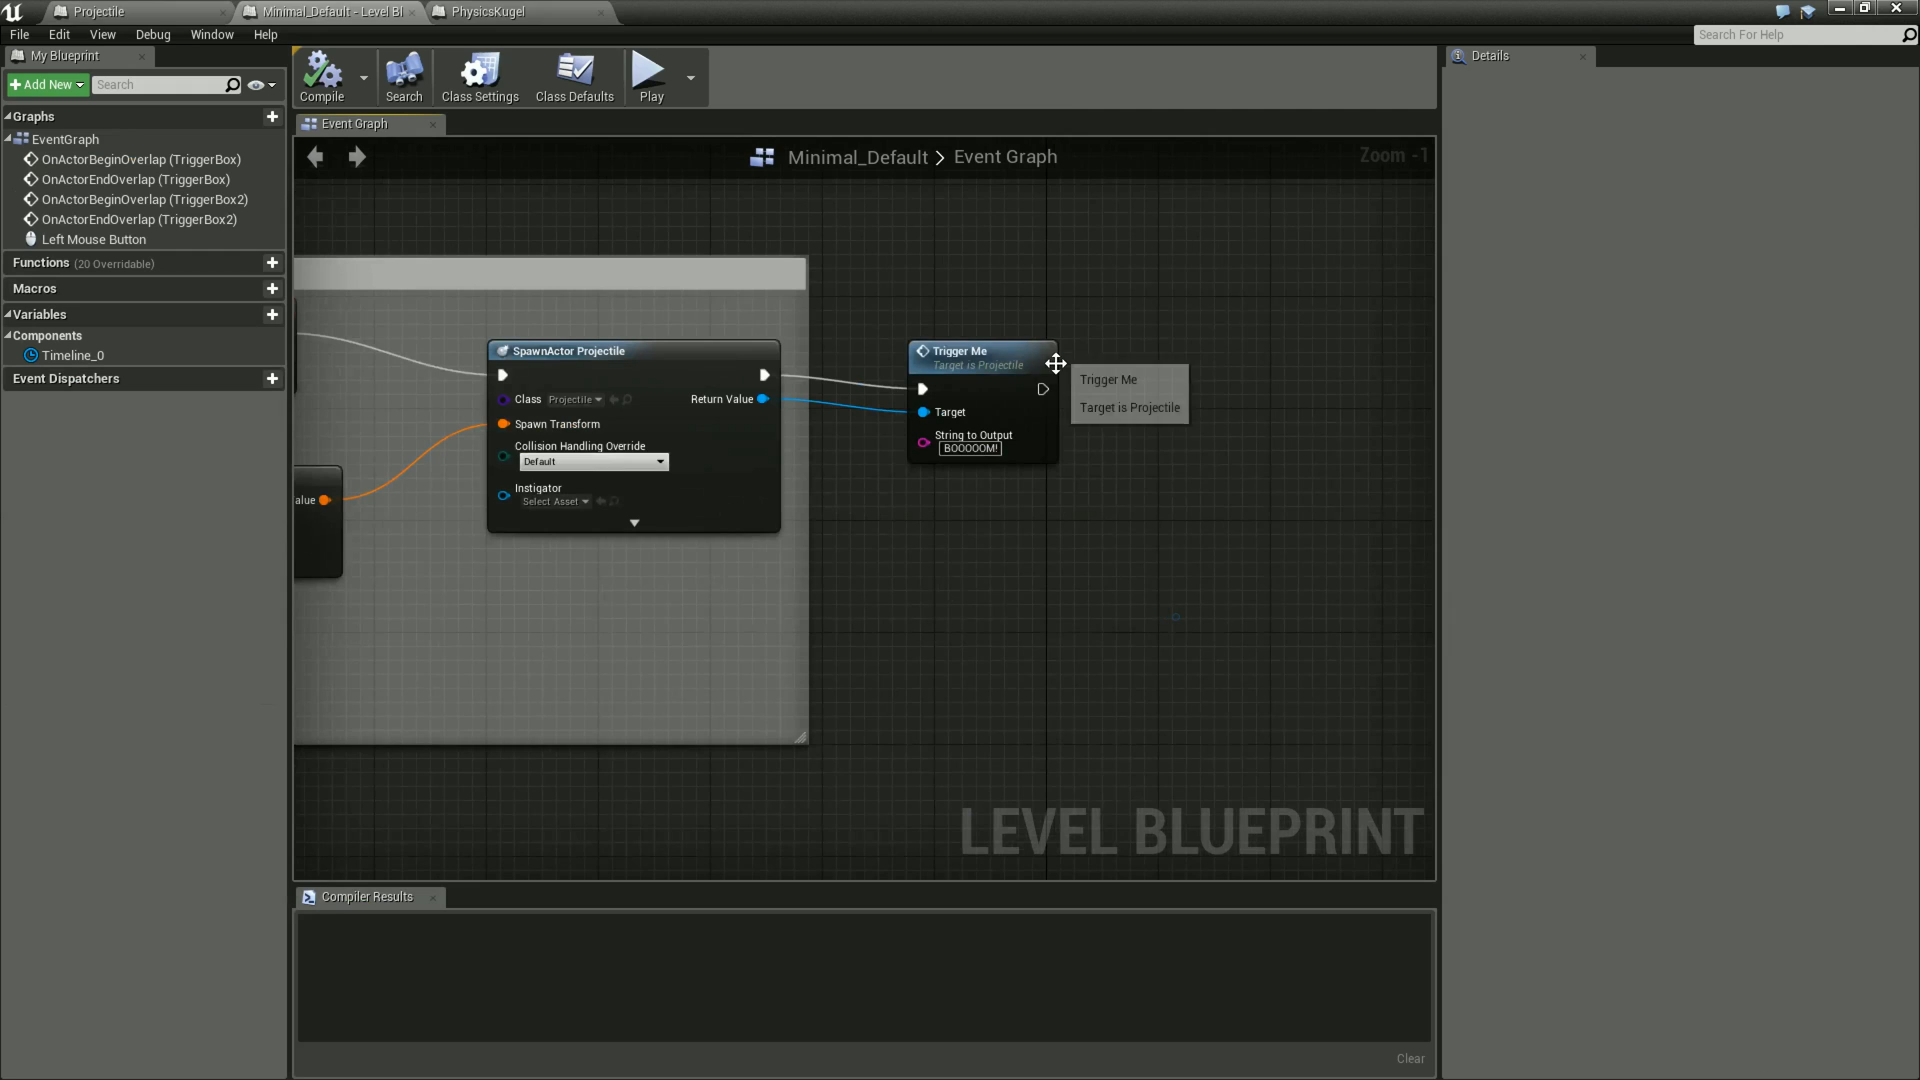 Projectile
Minimal_Default - Level Bl
PhysicsKugel
File Edit View Debug Window Help
Search For Help
My Blueprint
Add New
Search
Graphs
EventGraph
OnActorBeginOverlap (TriggerBox)
OnActorEndOverlap (TriggerBox)
OnActorBeginOverlap (TriggerBox2)
OnActorEndOverlap (TriggerBox2)
Left Mouse Button
Functions (20 Overridable)
Macros
Variables
Components
Timeline_0
Event Dispatchers
Compile
Search
Class Settings
Class Defaults
Play
Event Graph
Minimal_Default > Event Graph
Zoom -1
alue
SpawnActor Projectile
Class Projectile
Return Value
Spawn Transform
Collision Handling Override
Default
Instigator
Select Asset
Trigger Me
Target is Projectile
Target
String to Output
BOOOOOM!
Trigger Me
Target is Projectile
LEVEL BLUEPRINT
Compiler Results
Clear
Details